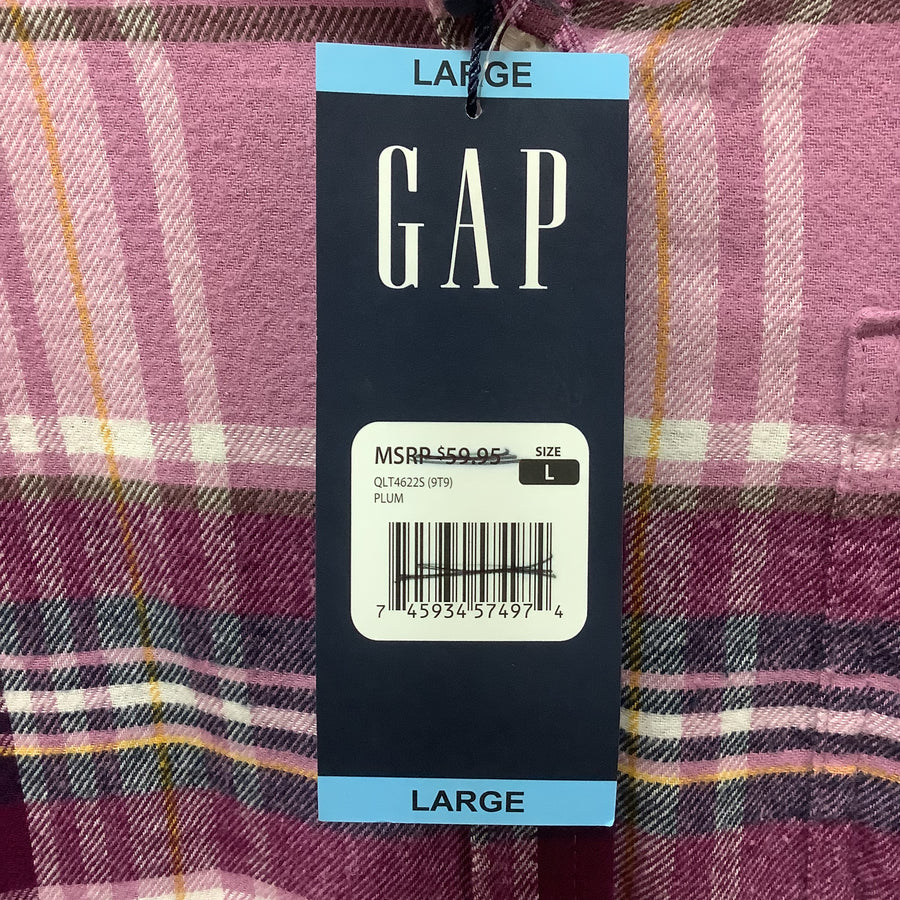 LARGE
GAP
MSRP $59.95 SIZE
L
QLT4622S (9T9)
PLUM
7 45934 57497 4
LARGE